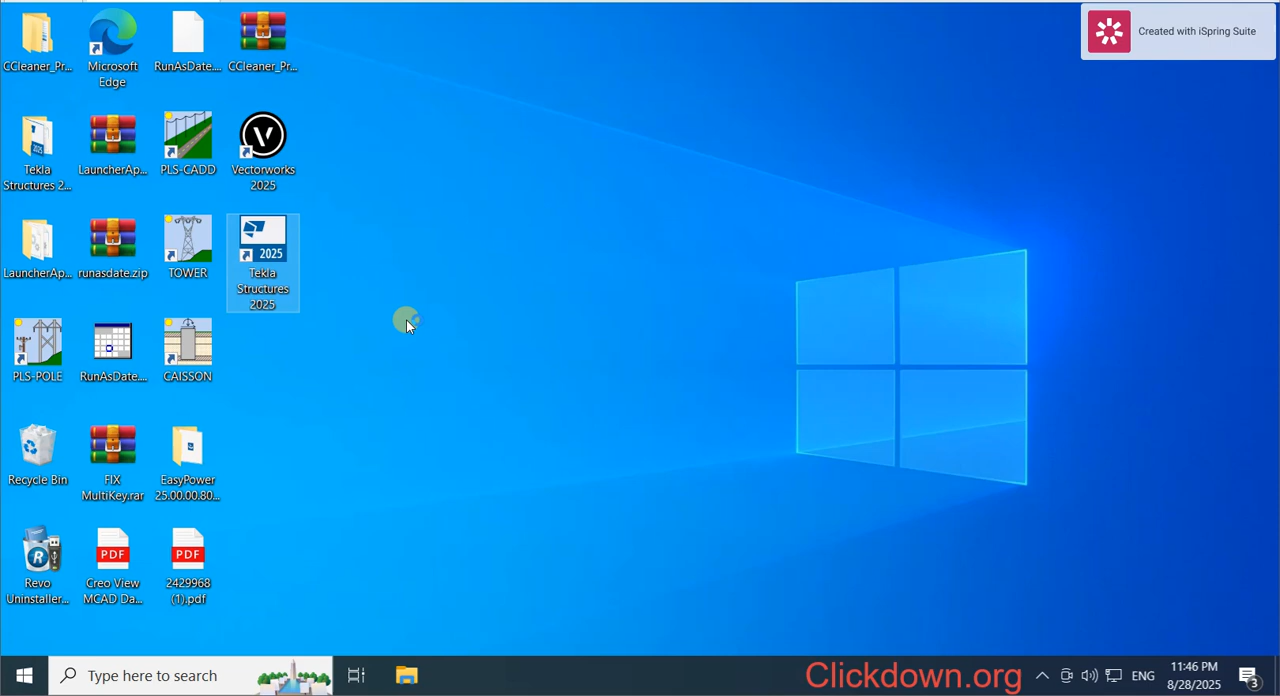 Created with iSpring Suite
CCleaner_Pr...
Microsoft
Edge
RunAsDate....
CCleaner_Pr...
Tekla
Structures 2...
LauncherAp...
PLS-CADD
Vectorworks
2025
LauncherAp...
runasdate.zip
TOWER
2025
Tekla
Structures
2025
PLS-POLE
RunAsDate....
CAISSON
Recycle Bin
FIX
MultiKey.rar
EasyPower
25.00.00.80...
Revo
Uninstaller...
PDF
Creo View
MCAD Da...
PDF
2429968
(1).pdf
Type here to search
Clickdown.org
ENG
11:46 PM
8/28/2025
3